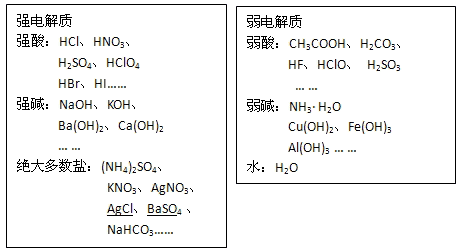 强电解质
强酸：HCl、HNO₃、
H₂SO₄、HClO₄
HBr、HI……
强碱：NaOH、KOH、
Ba(OH)₂、Ca(OH)₂
… …
绝大多数盐：(NH₄)₂SO₄、
KNO₃、AgNO₃、
AgCl、BaSO₄ 、
NaHCO₃……
弱电解质
弱酸：CH₃COOH、H₂CO₃、
HF、HClO、 H₂SO₃
… …
弱碱：NH₃· H₂O
Cu(OH)₂、Fe(OH)₃
Al(OH)₃ … …
水：H₂O